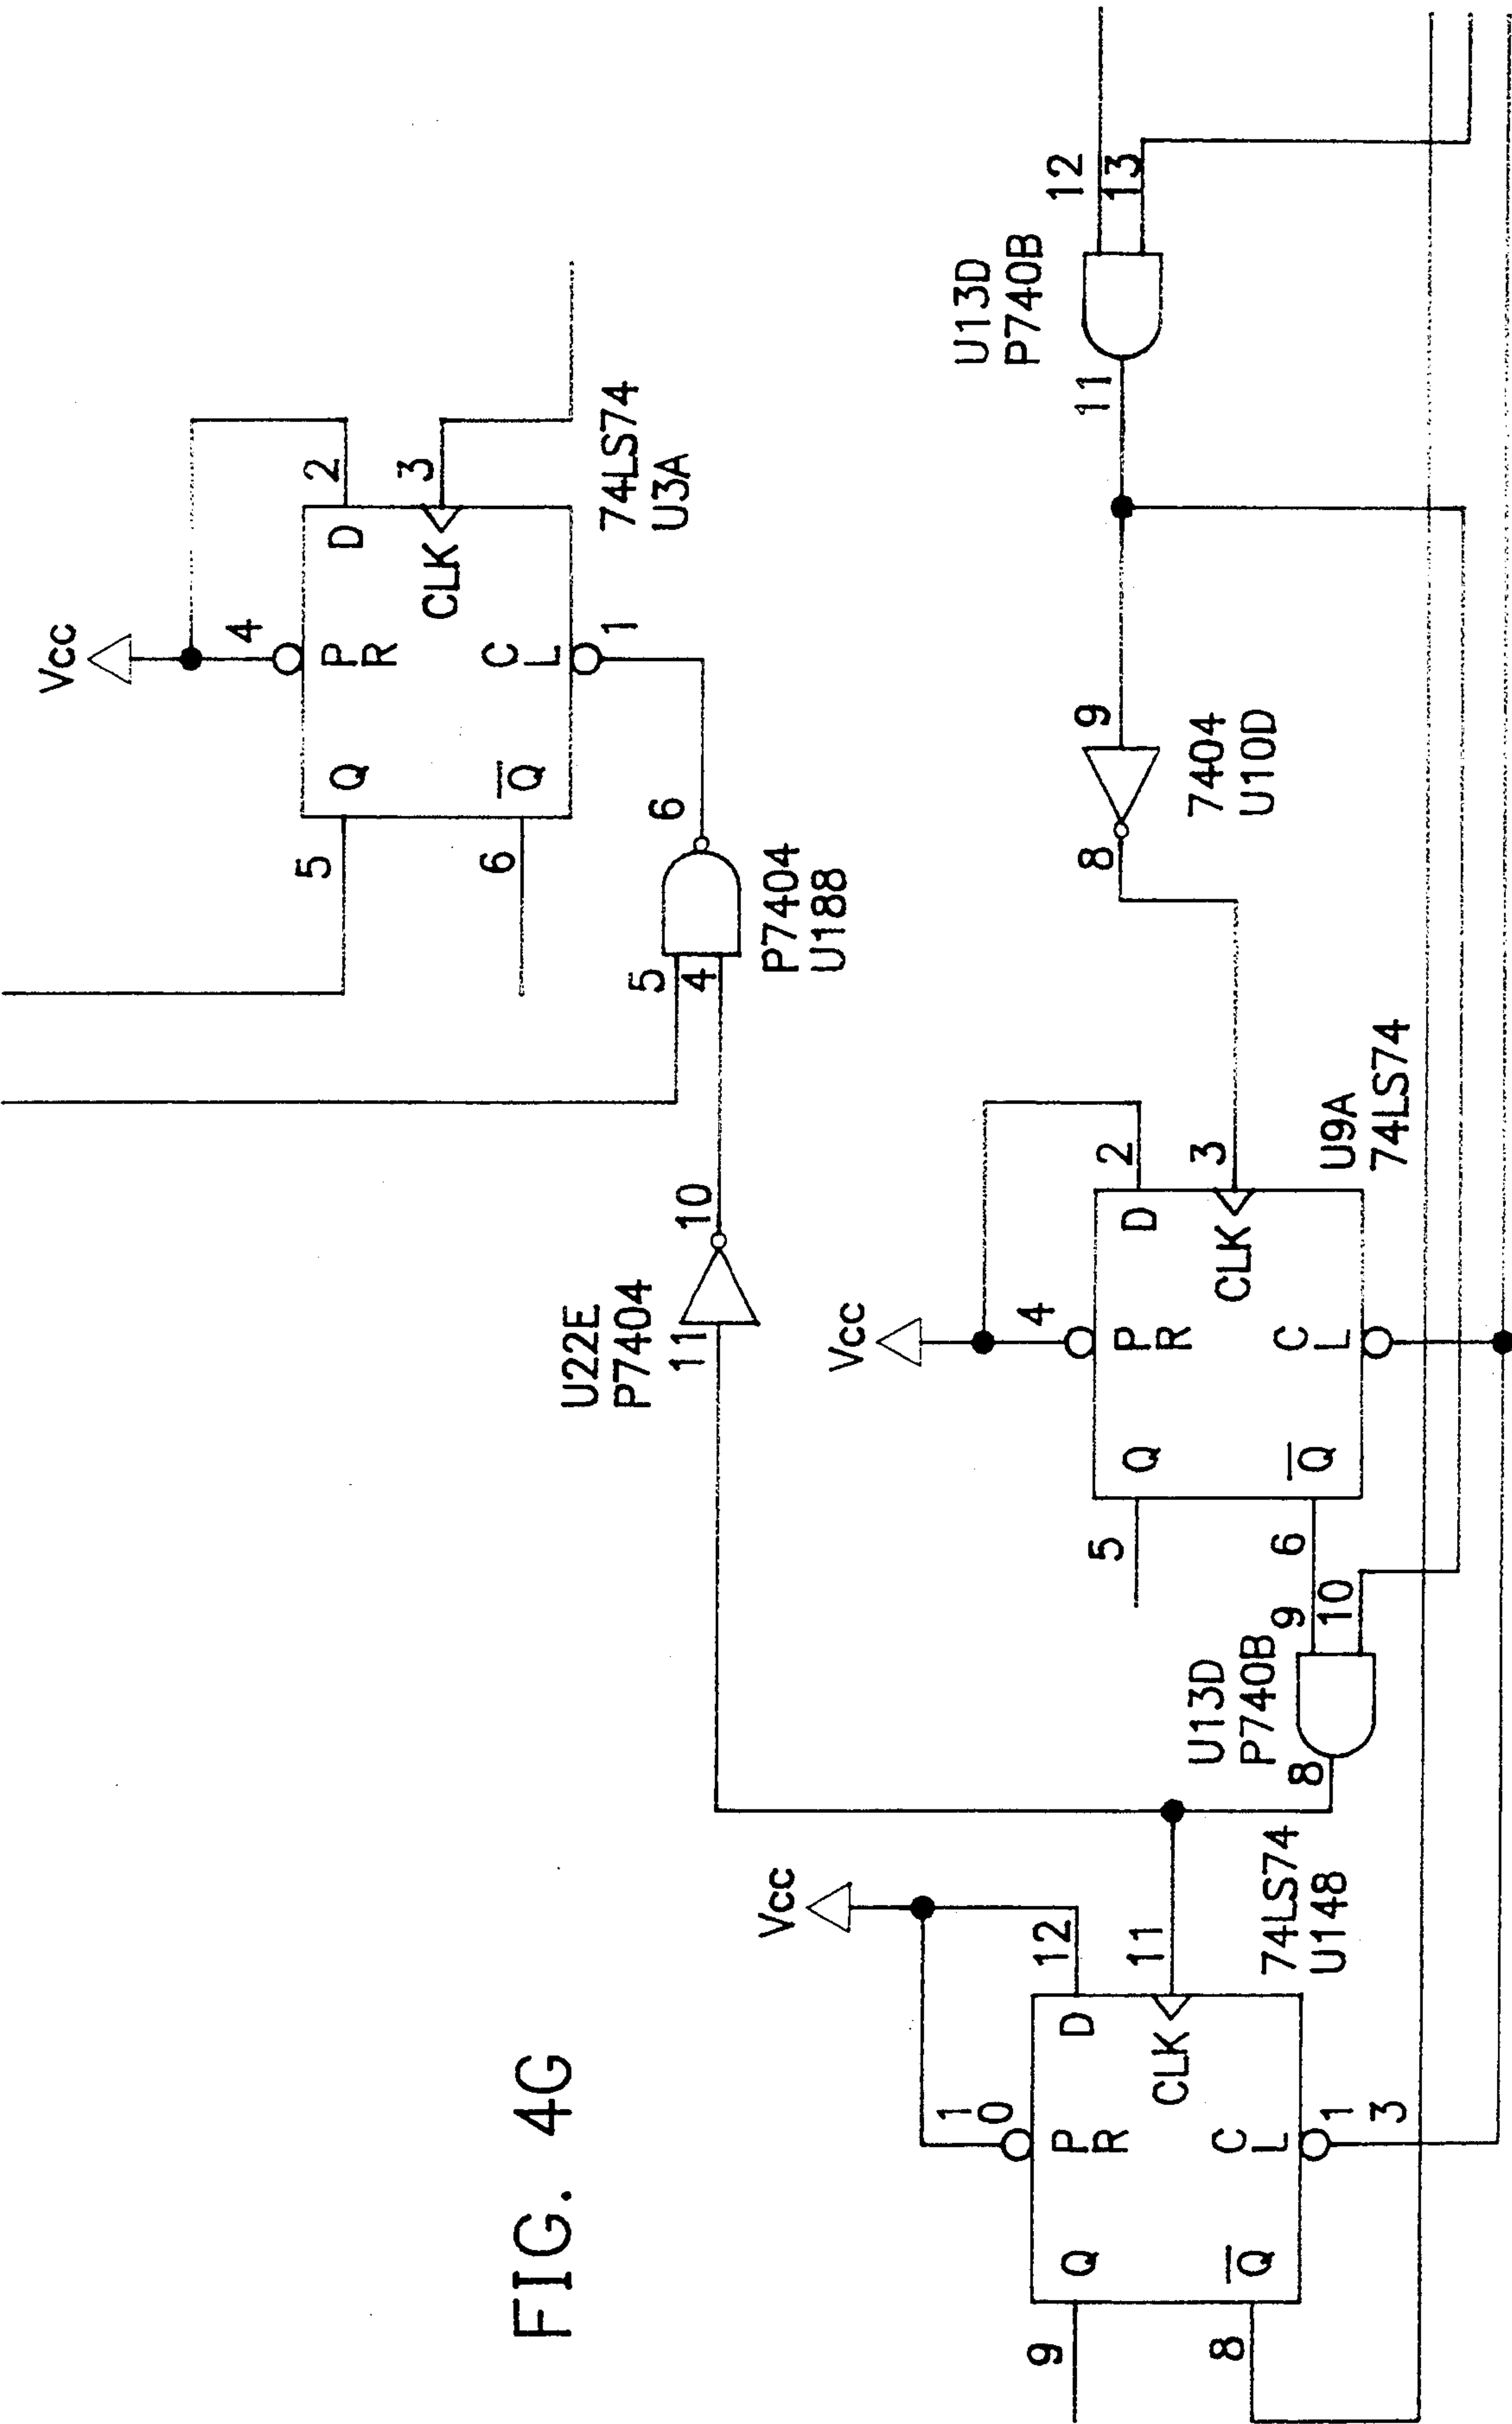 FIG. 4G
Vcc
4
2
D
P
R
Q
5
3
CLK
C
L
Q
6
1
74LS74
U3A
6
5
4
P7404
U188
U22E
P7404
11
10
U13D
P740B
12
13
11
9
8
7404
U10D
Vcc
4
2
D
P
R
Q
5
3
CLK
C
L
Q
6
U9A
74LS74
U13D
P740B
9
10
8
Vcc
1
0
12
D
P
R
Q
9
11
CLK
C
L
Q
8
1
3
74LS74
U148